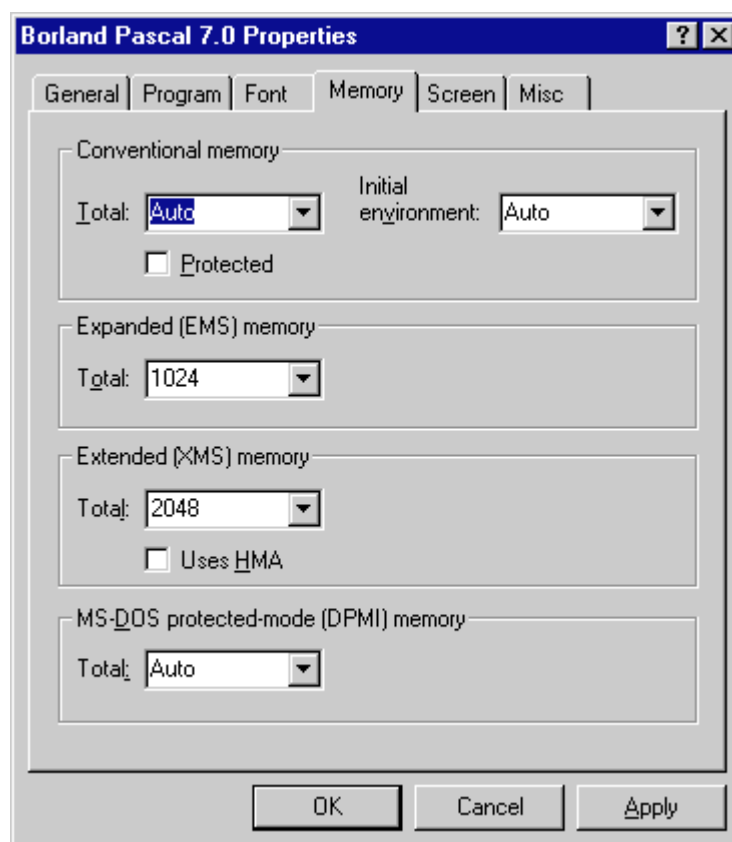 Borland Pascal 7.0 Properties
General Program Font Memory Screen Misc
Conventional memory
Total: Auto
Initial environment: Auto
Protected
Expanded (EMS) memory
Total: 1024
Extended (XMS) memory
Total: 2048
Uses HMA
MS-DOS protected-mode (DPMI) memory
Total: Auto
OK Cancel Apply